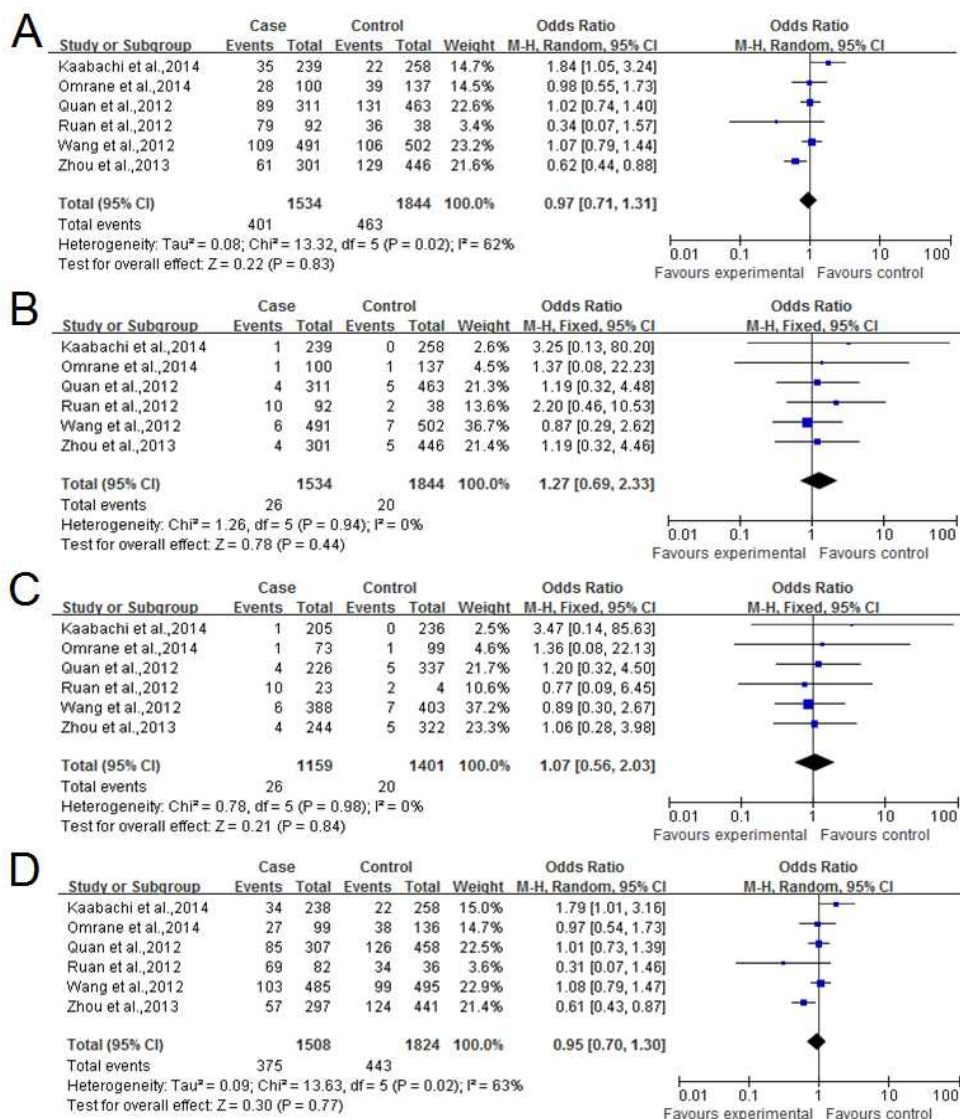 A
Case Control Odds Ratio Odds Ratio
Study or Subgroup Events Total Events Total Weight M-H, Random, 95% CI M-H, Random, 95% CI
Kaabachi et al.,2014 35 239 22 258 14.7% 1.84 [1.05, 3.24]
Omrane et al.,2014 28 100 39 137 14.5% 0.98 [0.55, 1.73]
Quan et al.,2012 89 311 131 463 22.6% 1.02 [0.74, 1.40]
Ruan et al.,2012 79 92 36 38 3.4% 0.34 [0.07, 1.57]
Wang et al.,2012 109 491 106 502 23.2% 1.07 [0.79, 1.44]
Zhou et al.,2013 61 301 129 446 21.6% 0.62 [0.44, 0.88]
Total (95% CI) 1534 1844 100.0% 0.97 [0.71, 1.31]
Total events 401 463
Heterogeneity: Tau² = 0.08; Chi² = 13.32, df = 5 (P = 0.02); I² = 62%
Test for overall effect: Z = 0.22 (P = 0.83)
0.01 0.1 1 10 100
Favours experimental Favours control
B
Case Control Odds Ratio Odds Ratio
Study or Subgroup Events Total Events Total Weight M-H, Fixed, 95% CI M-H, Fixed, 95% CI
Kaabachi et al.,2014 1 239 0 258 2.6% 3.25 [0.13, 80.20]
Omrane et al.,2014 1 100 1 137 4.5% 1.37 [0.08, 22.23]
Quan et al.,2012 4 311 5 463 21.3% 1.19 [0.32, 4.48]
Ruan et al.,2012 10 92 2 38 13.6% 2.20 [0.46, 10.53]
Wang et al.,2012 6 491 7 502 36.7% 0.87 [0.29, 2.62]
Zhou et al.,2013 4 301 5 446 21.4% 1.19 [0.32, 4.46]
Total (95% CI) 1534 1844 100.0% 1.27 [0.69, 2.33]
Total events 26 20
Heterogeneity: Chi² = 1.26, df = 5 (P = 0.94); I² = 0%
Test for overall effect: Z = 0.78 (P = 0.44)
0.01 0.1 1 10 100
Favours experimental Favours control
C
Case Control Odds Ratio Odds Ratio
Study or Subgroup Events Total Events Total Weight M-H, Fixed, 95% CI M-H, Fixed, 95% CI
Kaabachi et al.,2014 1 205 0 236 2.5% 3.47 [0.14, 85.63]
Omrane et al.,2014 1 73 1 99 4.6% 1.36 [0.08, 22.13]
Quan et al.,2012 4 226 5 337 21.7% 1.20 [0.32, 4.50]
Ruan et al.,2012 10 23 2 4 10.6% 0.77 [0.09, 6.45]
Wang et al.,2012 6 388 7 403 37.2% 0.89 [0.30, 2.67]
Zhou et al.,2013 4 244 5 322 23.3% 1.06 [0.28, 3.98]
Total (95% CI) 1159 1401 100.0% 1.07 [0.56, 2.03]
Total events 26 20
Heterogeneity: Chi² = 0.78, df = 5 (P = 0.98); I² = 0%
Test for overall effect: Z = 0.21 (P = 0.84)
0.01 0.1 1 10 100
Favours experimental Favours control
D
Case Control Odds Ratio Odds Ratio
Study or Subgroup Events Total Events Total Weight M-H, Random, 95% CI M-H, Random, 95% CI
Kaabachi et al.,2014 34 238 22 258 15.0% 1.79 [1.01, 3.16]
Omrane et al.,2014 27 99 38 136 14.7% 0.97 [0.54, 1.73]
Quan et al.,2012 85 307 126 458 22.5% 1.01 [0.73, 1.39]
Ruan et al.,2012 69 82 34 36 3.6% 0.31 [0.07, 1.46]
Wang et al.,2012 103 485 99 495 22.9% 1.08 [0.79, 1.47]
Zhou et al.,2013 57 297 124 441 21.4% 0.61 [0.43, 0.87]
Total (95% CI) 1508 1824 100.0% 0.95 [0.70, 1.30]
Total events 375 443
Heterogeneity: Tau² = 0.09; Chi² = 13.63, df = 5 (P = 0.02); I² = 63%
Test for overall effect: Z = 0.30 (P = 0.77)
0.01 0.1 1 10 100
Favours experimental Favours control